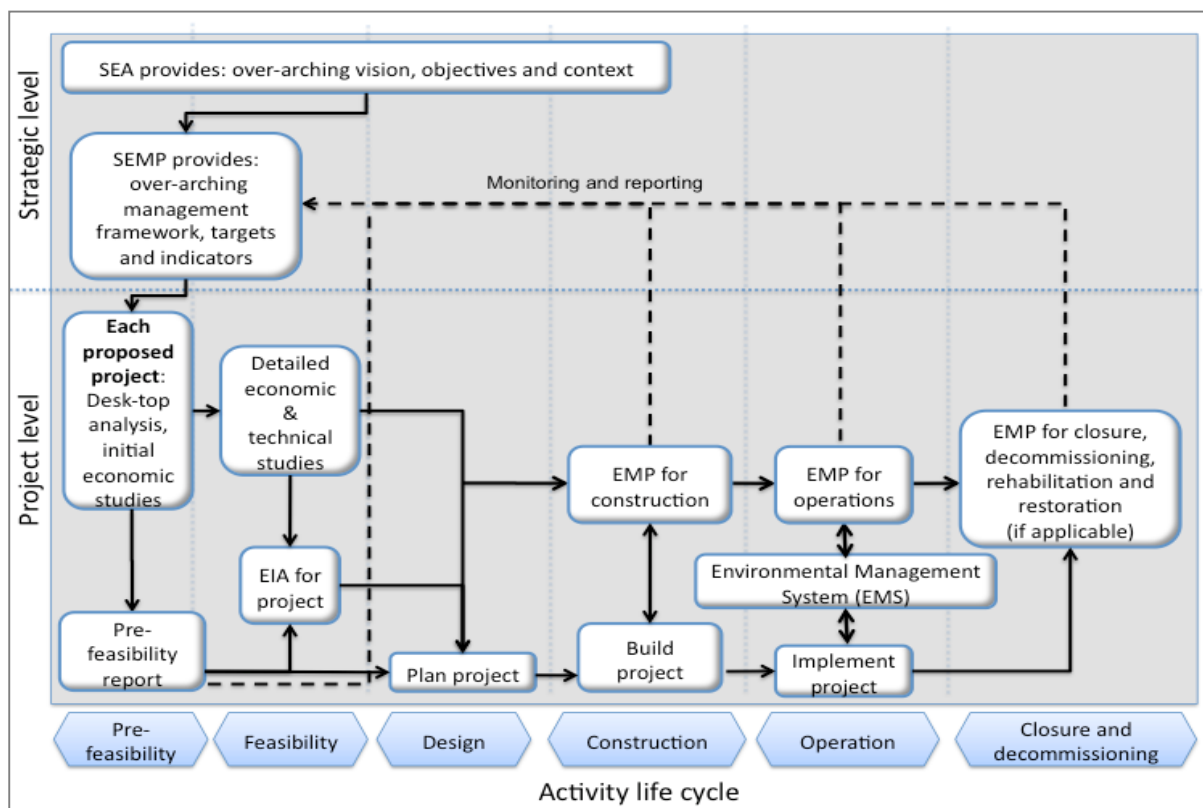 Strategic level
SEA provides: over-arching vision, objectives and context
SEMP provides:
over-arching
management
framework, targets
and indicators
Monitoring and reporting
Project level
Each
proposed
project:
Desk-top
analysis,
initial
economic
studies
Detailed
economic
&
technical
studies
EIA for
project
Pre-
feasibility
report
Plan project
EMP for
construction
Build
project
EMP for
operations
Environmental Management
System (EMS)
Implement
project
EMP for closure,
decommissioning,
rehabilitation and
restoration
(if applicable)
Pre-
feasibility
Feasibility
Design
Construction
Operation
Closure and
decommissioning
Activity life cycle